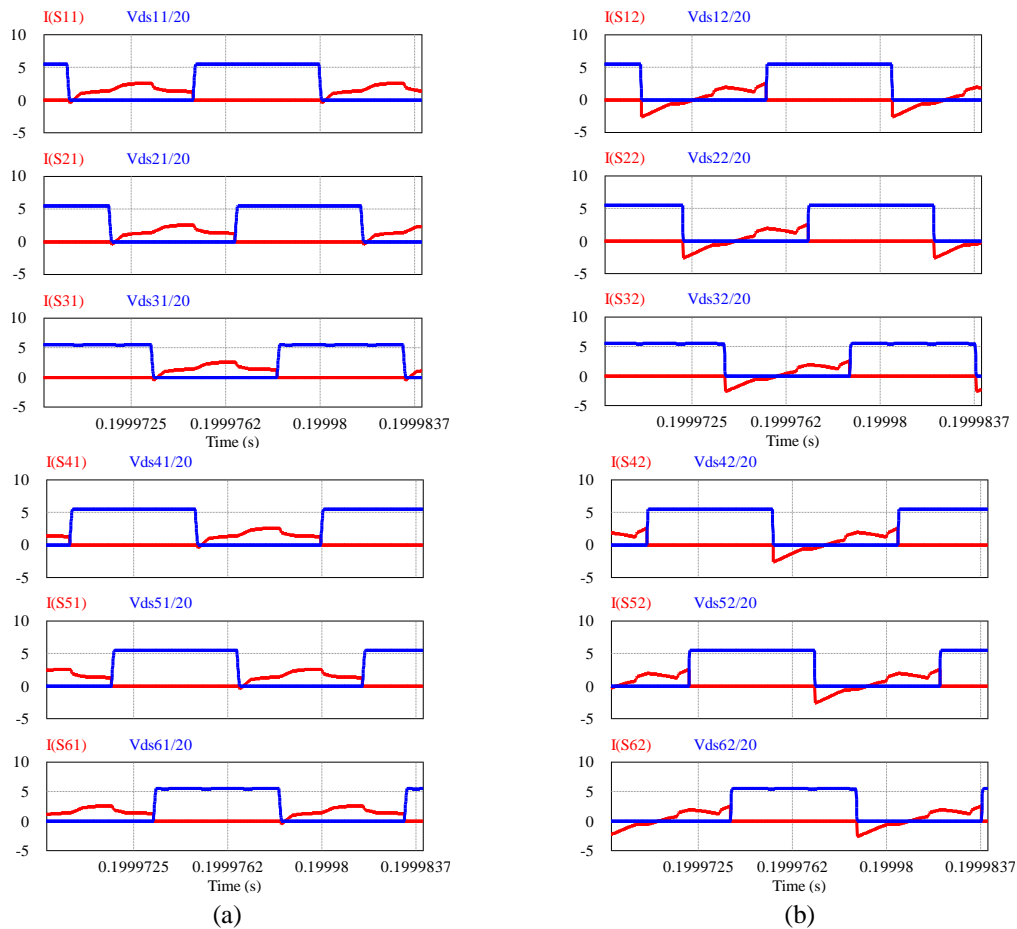 I(S11) Vds11/20
10
5
0
-5
I(S21) Vds21/20
10
5
0
-5
I(S31) Vds31/20
10
5
0
-5
0.1999725 0.1999762 0.19998 0.1999837
Time (s)
I(S41) Vds41/20
10
5
0
-5
I(S51) Vds51/20
10
5
0
-5
I(S61) Vds61/20
10
5
0
-5
0.1999725 0.1999762 0.19998 0.1999837
Time (s)
(a)
I(S12) Vds12/20
10
5
0
-5
I(S22) Vds22/20
10
5
0
-5
I(S32) Vds32/20
10
5
0
-5
0.1999725 0.1999762 0.19998 0.1999837
Time (s)
I(S42) Vds42/20
10
5
0
-5
I(S52) Vds52/20
10
5
0
-5
I(S62) Vds62/20
10
5
0
-5
0.1999725 0.1999762 0.19998 0.1999837
Time (s)
(b)